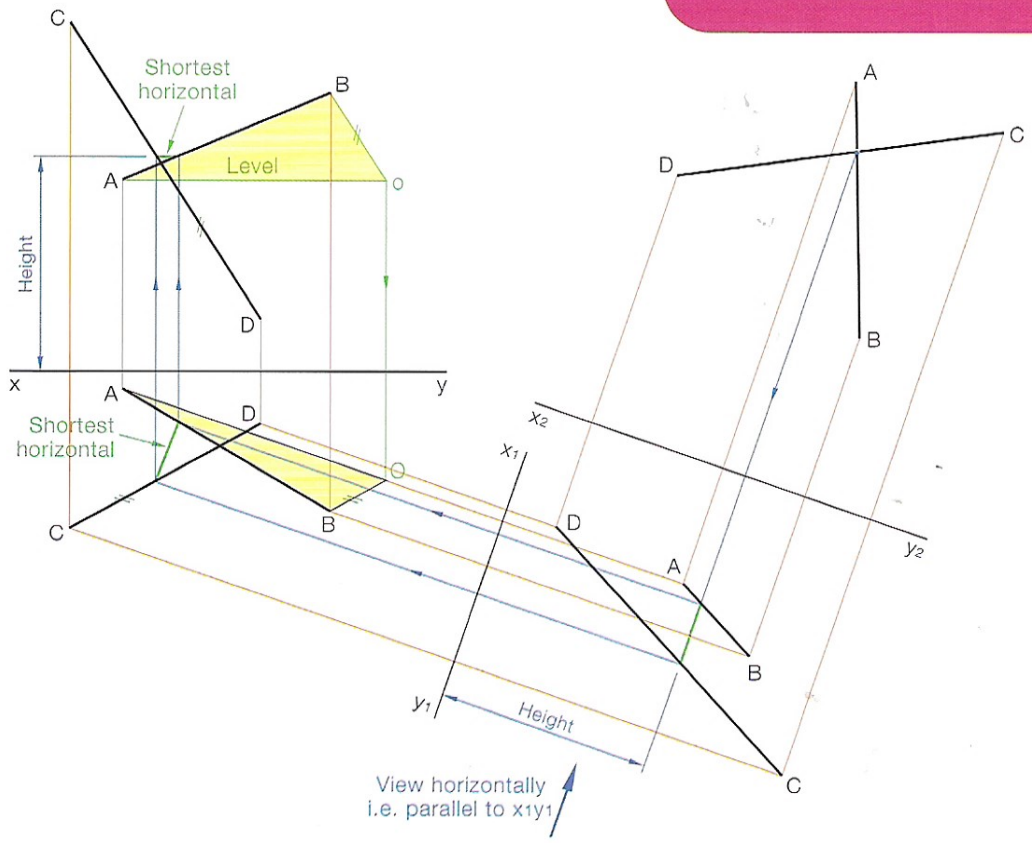 C
Shortest
horizontal
B
A
Level
o
Height
D
x
y
A
Shortest
horizontal
D
O
C
B
A
D
C
B
x2
x1
y2
D
A
B
y1
Height
C
View horizontally
i.e. parallel to x1y1